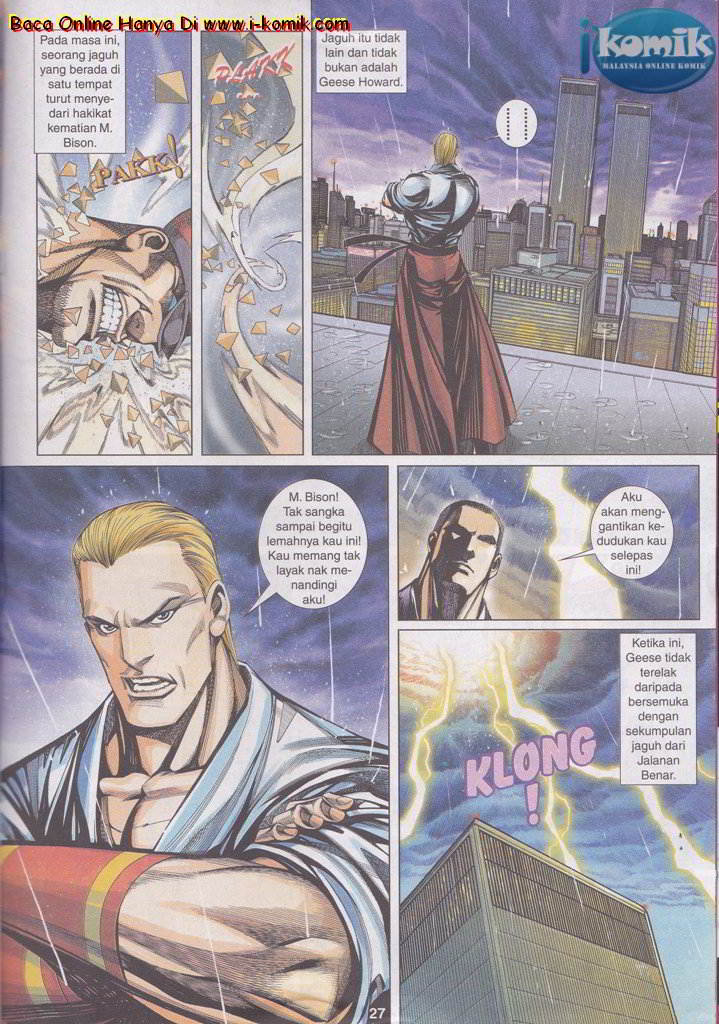 Baca Online Hanya Di www.i-komik.com
i komik
MALAYSIA ONLINE KOMIK
Pada masa ini,
seorang jaguh
yang berada di
satu tempat
turut menye-
dari hakikat
kematian M.
Bison.
PAKK!
PLAKK
...
Jaguh itu tidak
lain dan tidak
bukan adalah
Geese Howard.
M. Bison!
Tak sangka
sampai begitu
lemahnya kau ini!
Kau memang tak
layak nak me-
nandingi
aku!
Aku
akan meng-
gantikan ke-
dudukan kau
selepas
ini!
Ketika ini,
Geese tidak
terelak
daripada
bersemuka
dengan
sekumpulan
jaguh dari
Jalanan
Benar.
KLONG
!
27